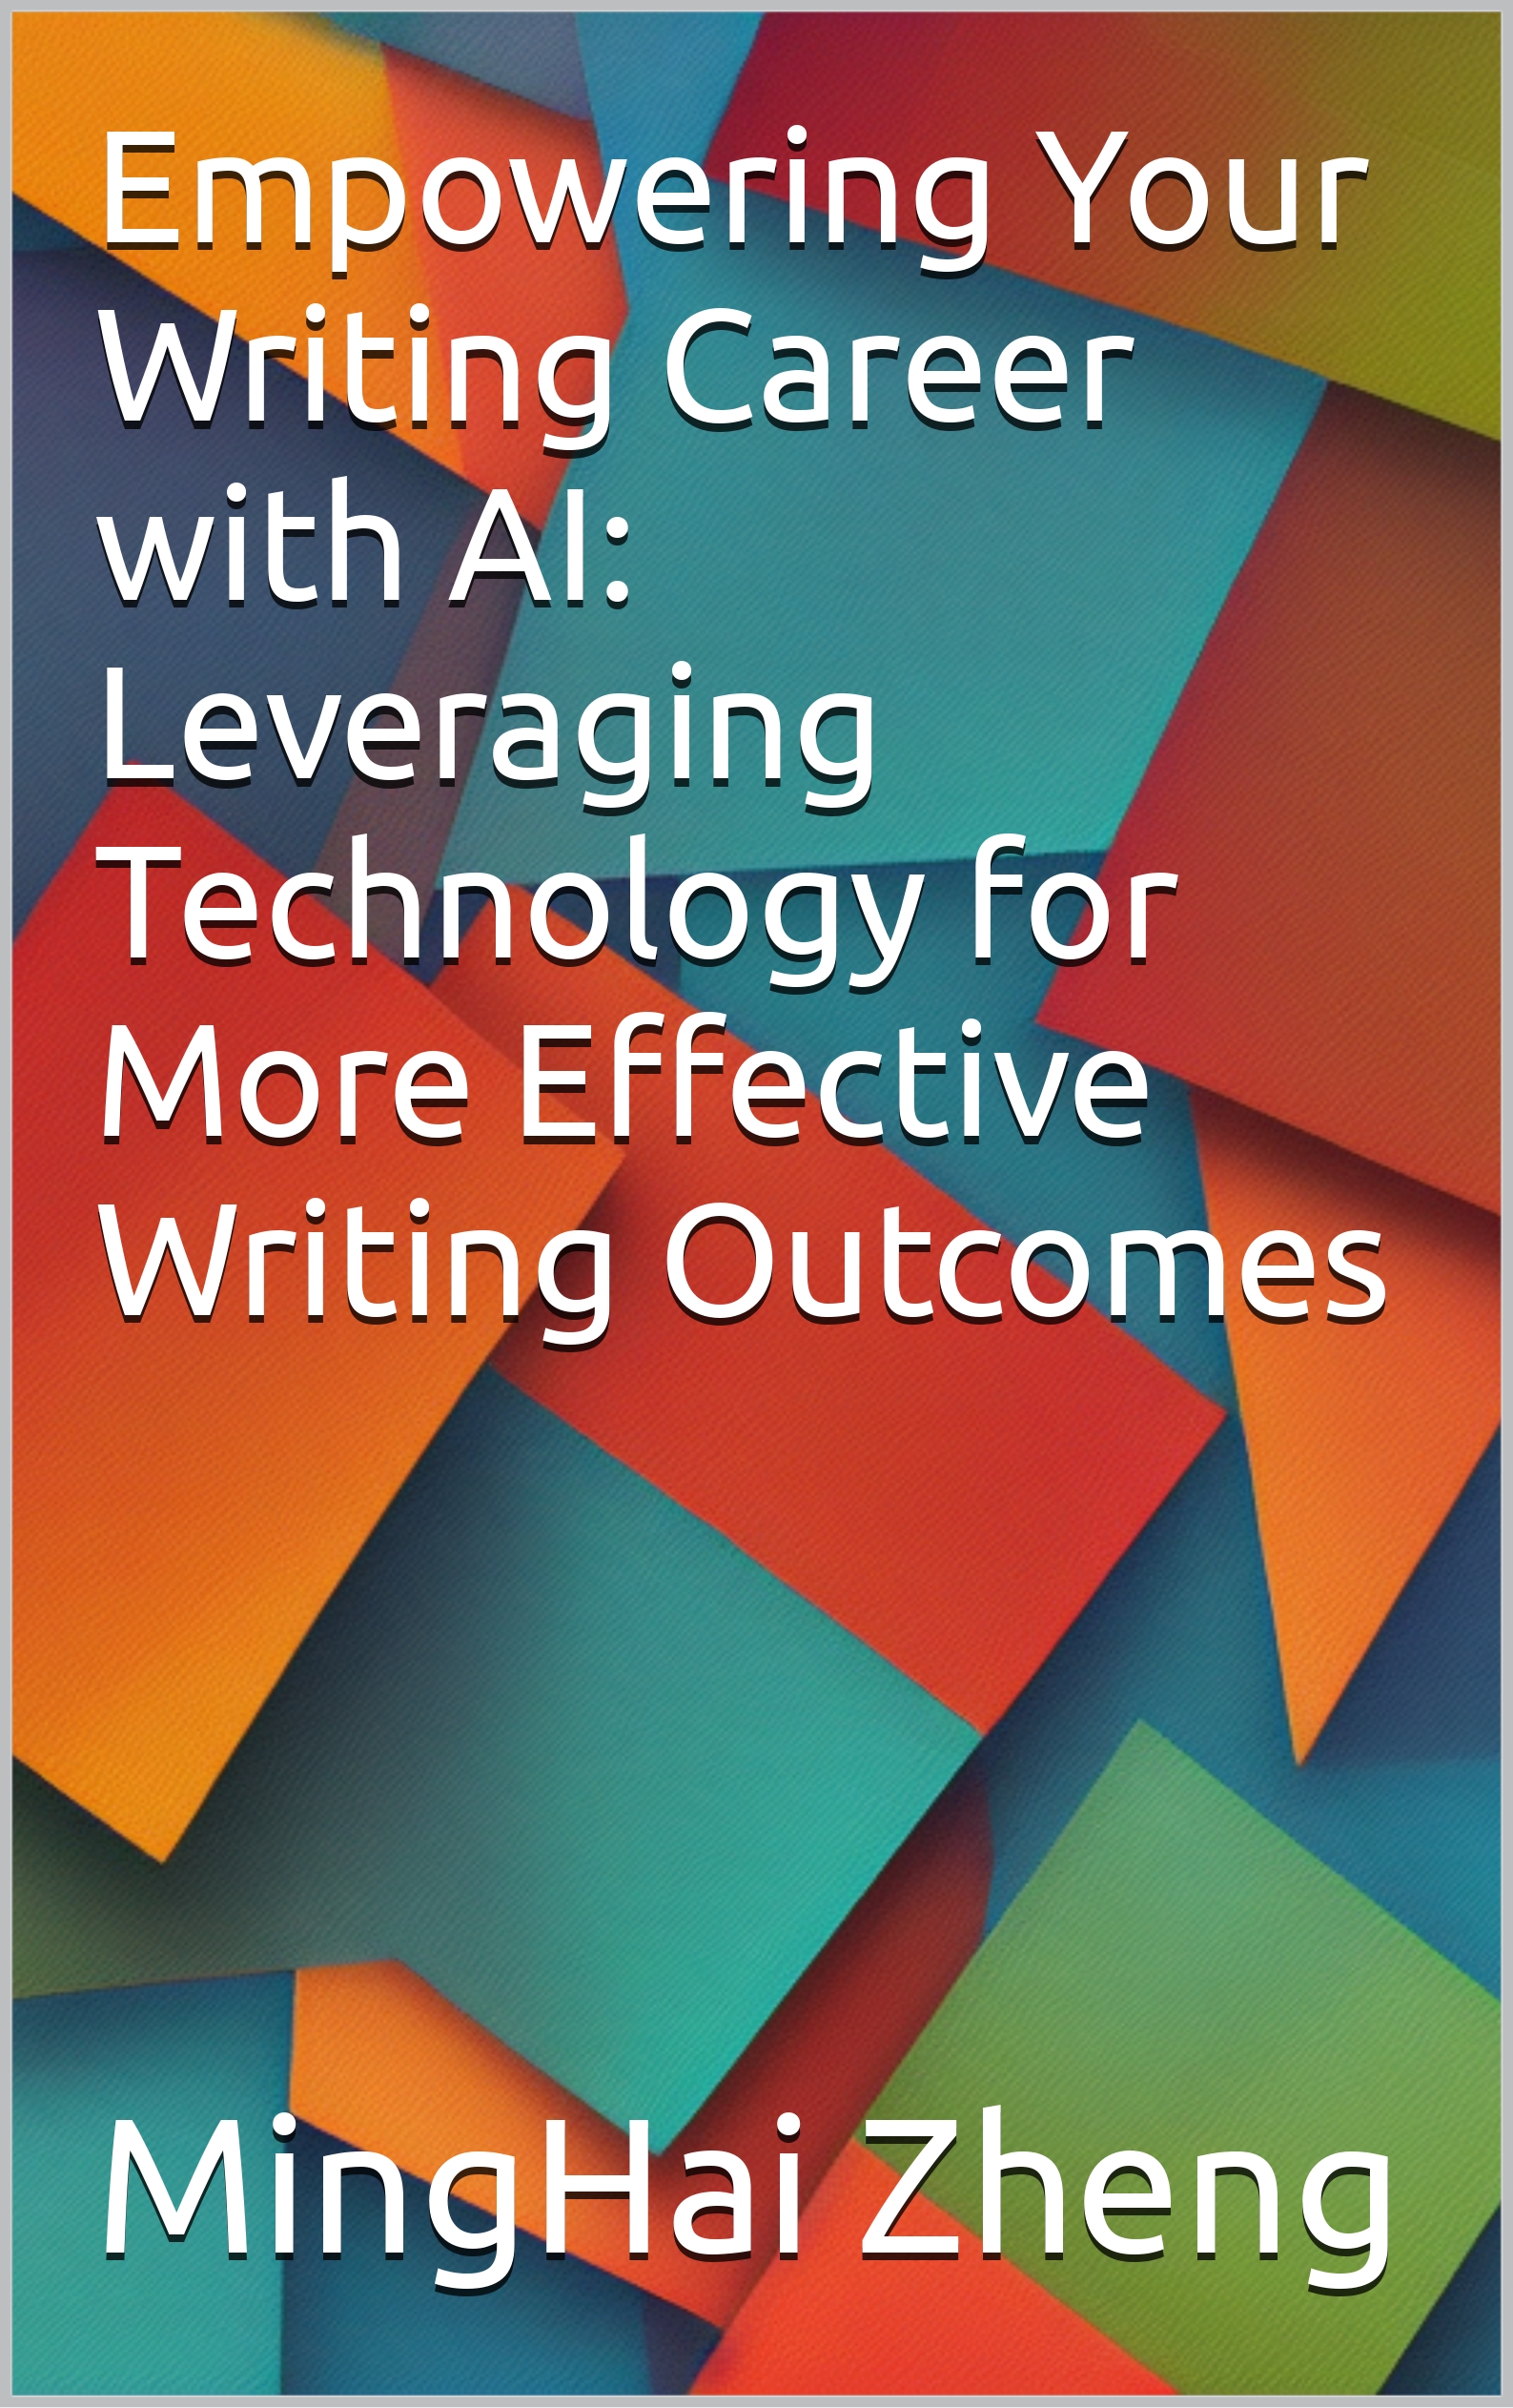 Empowering Your
Writing Career
with AI:
Leveraging
Technology for
More Effective
Writing Outcomes
MingHai Zheng